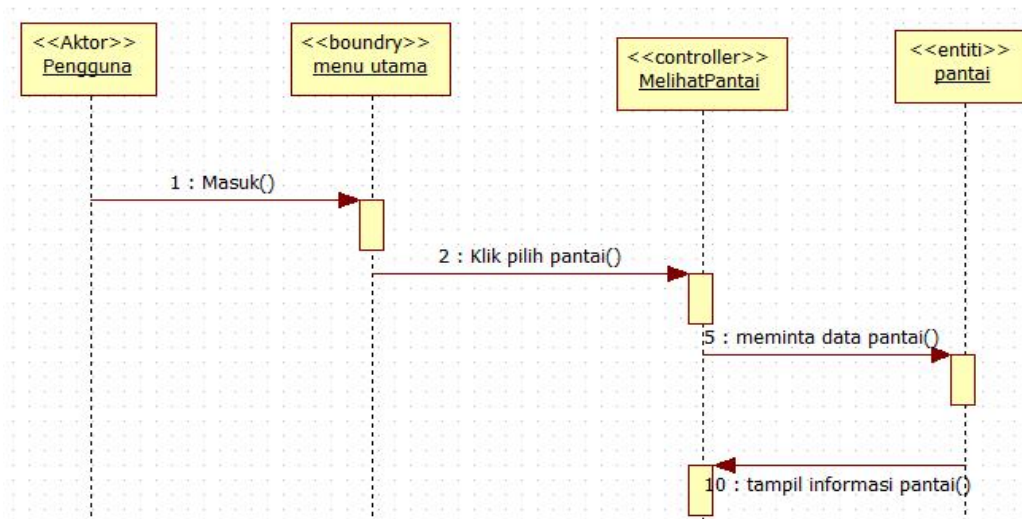 <<Aktor>>
Pengguna
<<boundry>>
menu utama
<<controller>>
MelihatPantai
<<entiti>>
pantai
1 : Masuk()
2 : Klik pilih pantai()
5 : meminta data pantai()
10 : tampil informasi pantai()